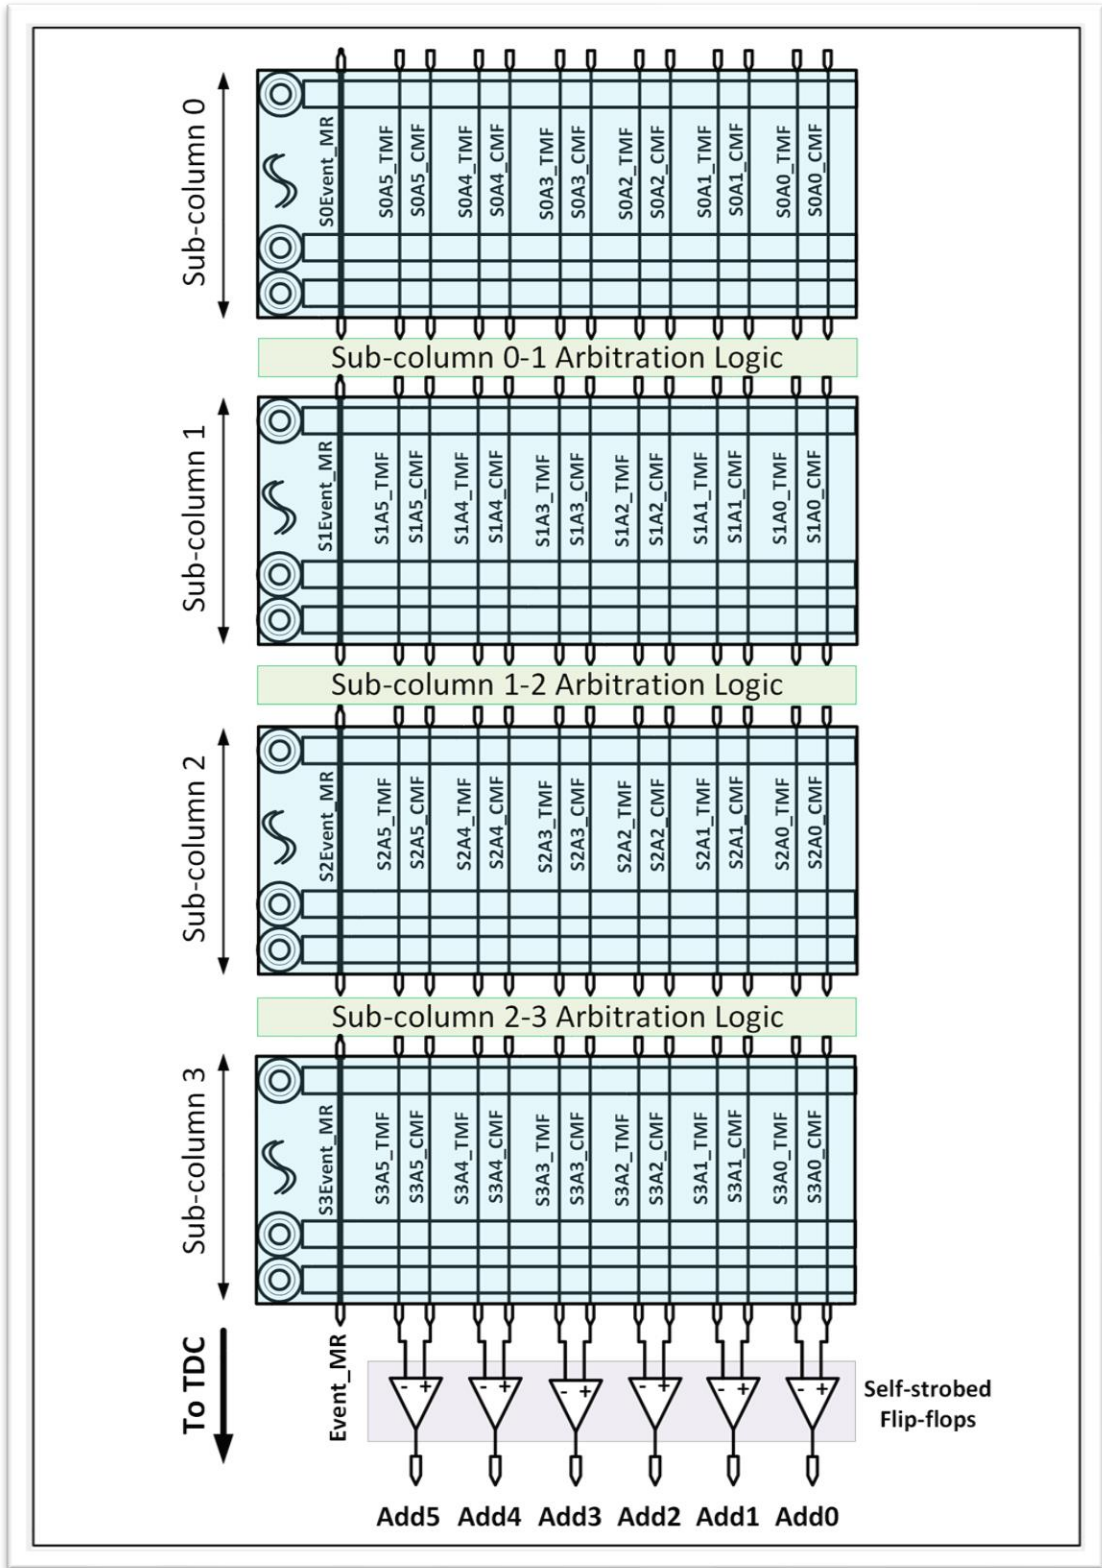 Sub-column 0
S0Event_MR
S0A5_TMF
S0A5_CMF
S0A4_TMF
S0A4_CMF
S0A3_TMF
S0A3_CMF
S0A2_TMF
S0A2_CMF
S0A1_TMF
S0A1_CMF
S0A0_TMF
S0A0_CMF
Sub-column 0-1 Arbitration Logic
Sub-column 1
S1Event_MR
S1A5_TMF
S1A5_CMF
S1A4_TMF
S1A4_CMF
S1A3_TMF
S1A3_CMF
S1A2_TMF
S1A2_CMF
S1A1_TMF
S1A1_CMF
S1A0_TMF
S1A0_CMF
Sub-column 1-2 Arbitration Logic
Sub-column 2
S2Event_MR
S2A5_TMF
S2A5_CMF
S2A4_TMF
S2A4_CMF
S2A3_TMF
S2A3_CMF
S2A2_TMF
S2A2_CMF
S2A1_TMF
S2A1_CMF
S2A0_TMF
S2A0_CMF
Sub-column 2-3 Arbitration Logic
Sub-column 3
S3Event_MR
S3A5_TMF
S3A5_CMF
S3A4_TMF
S3A4_CMF
S3A3_TMF
S3A3_CMF
S3A2_TMF
S3A2_CMF
S3A1_TMF
S3A1_CMF
S3A0_TMF
S3A0_CMF
To TDC
Event_MR
- +
- +
- +
- +
- +
- +
Self-strobed
Flip-flops
Add5 Add4 Add3 Add2 Add1 Add0